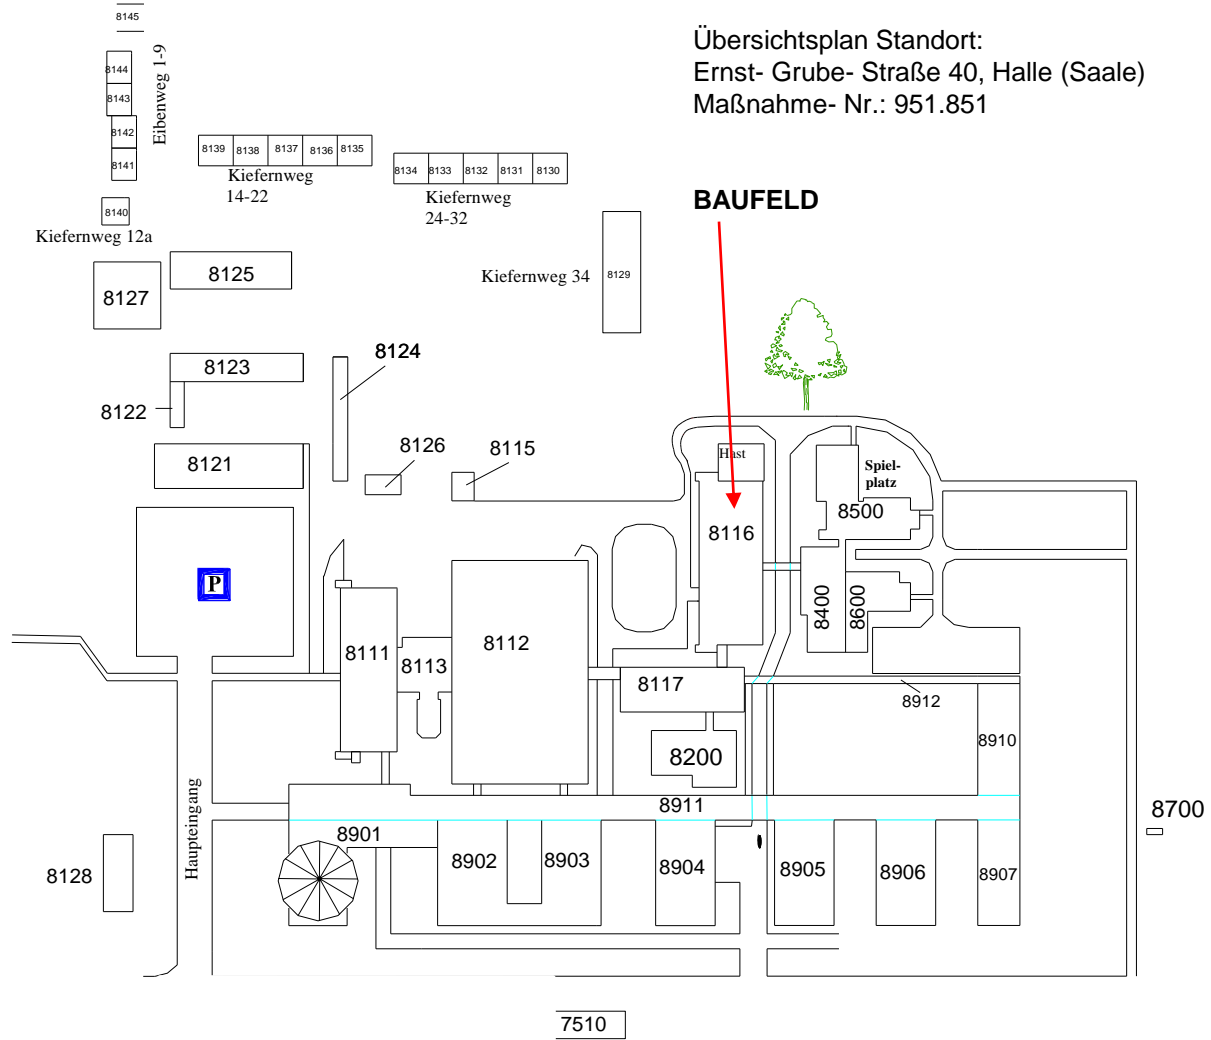 8145
Übersichtsplan Standort:
Ernst- Grube- Straße 40, Halle (Saale)
Maßnahme- Nr.: 951.851
8144
8143
8142
8141
Eibenweg 1-9
8139 8138 8137 8136 8135
Kiefernweg
14-22
8134 8133 8132 8131 8130
Kiefernweg
24-32
BAUFELD
8140
Kiefernweg 12a
8125
8127
Kiefernweg 34
8129
8123
8124
8122
8121
8126
8115
Hast
Spiel-
platz
8500
8116
P
8400
8600
8111
8113
8112
8117
8912
8910
8200
8911
Haupteingang
8700
8901
8902
8903
8904
8905
8906
8907
8128
7510